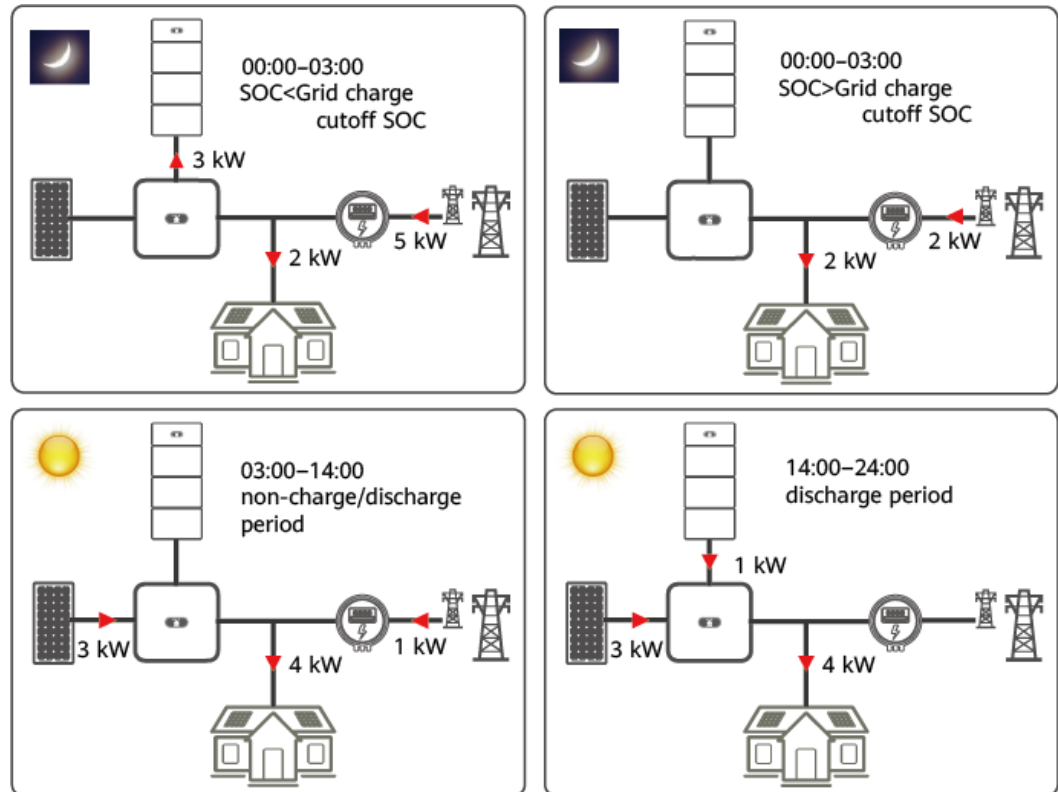 00:00–03:00
SOC<Grid charge
cutoff SOC
3 kW
5 kW
2 kW
00:00–03:00
SOC>Grid charge
cutoff SOC
2 kW
2 kW
03:00–14:00
non-charge/discharge
period
3 kW
1 kW
4 kW
14:00–24:00
discharge period
1 kW
3 kW
4 kW